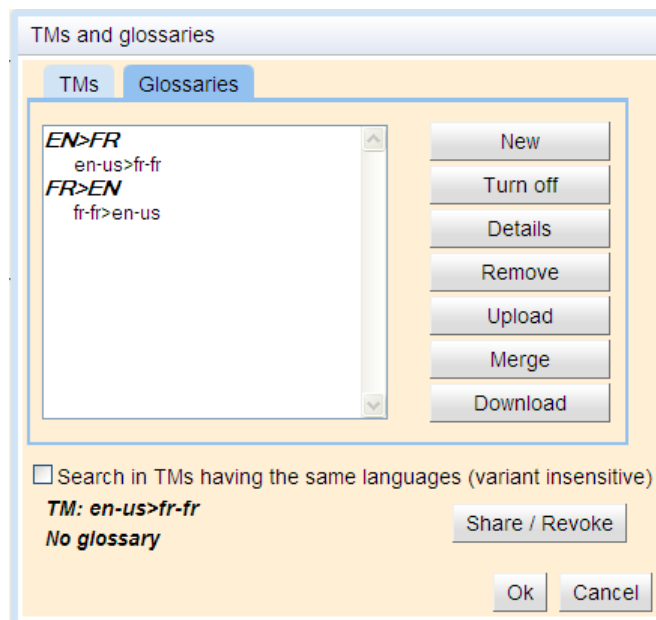 TMs and glossaries
TMs Glossaries
EN>FR
en-us>fr-fr
FR>EN
fr-fr>en-us
New
Turn off
Details
Remove
Upload
Merge
Download
Search in TMs having the same languages (variant insensitive)
TM: en-us>fr-fr
No glossary
Share / Revoke
Ok Cancel